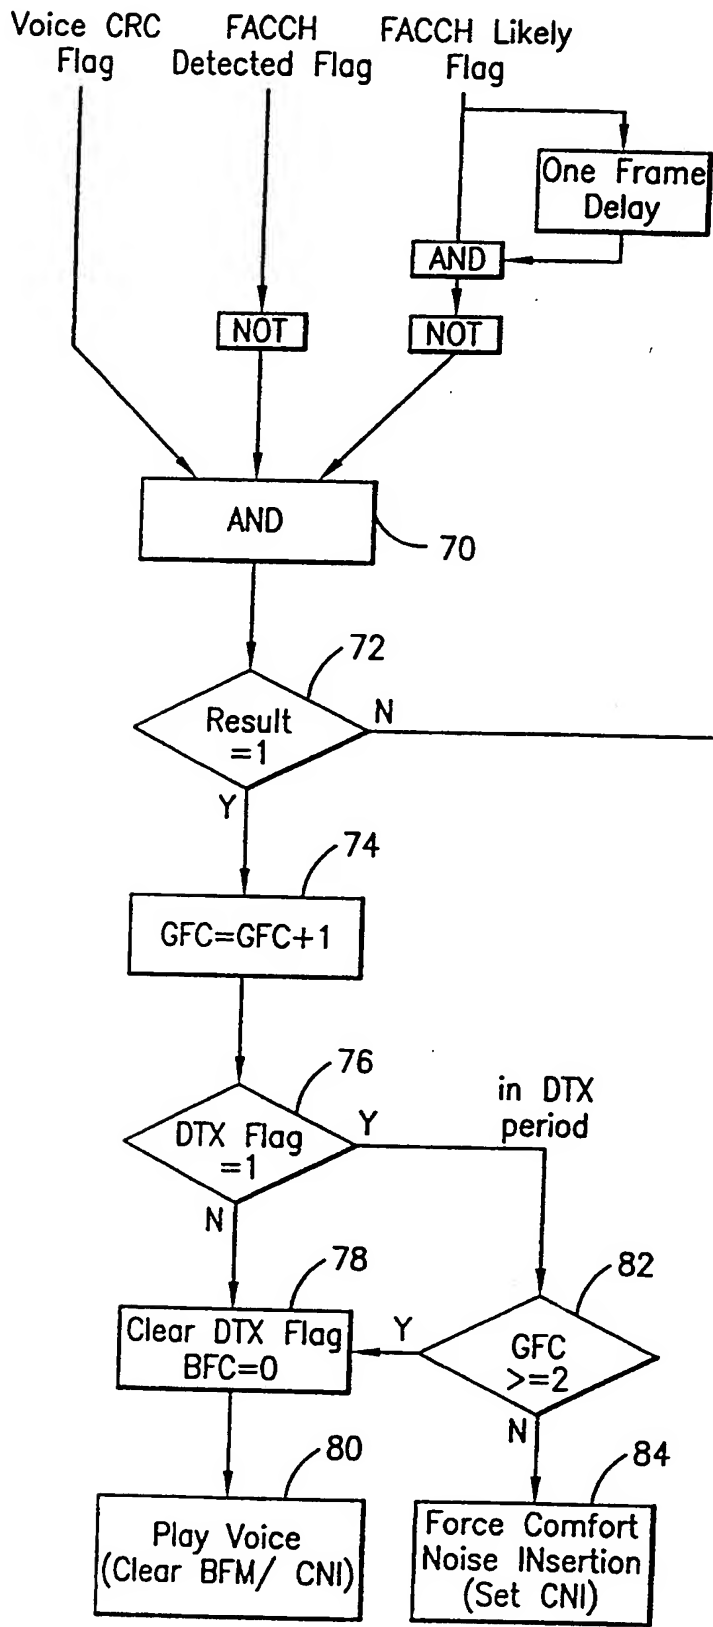 Voice CRC
Flag
FACCH
Detected Flag
FACCH Likely
Flag
One Frame
Delay
AND
NOT
NOT
AND
70
72
Result
=1
N
Y
74
GFC=GFC+1
76
DTX Flag
=1
Y
in DTX
period
N
78
Clear DTX Flag
BFC=0
82
GFC
>=2
Y
N
80
Play Voice
(Clear BFM/ CNI)
84
Force Comfort
Noise INsertion
(Set CNI)